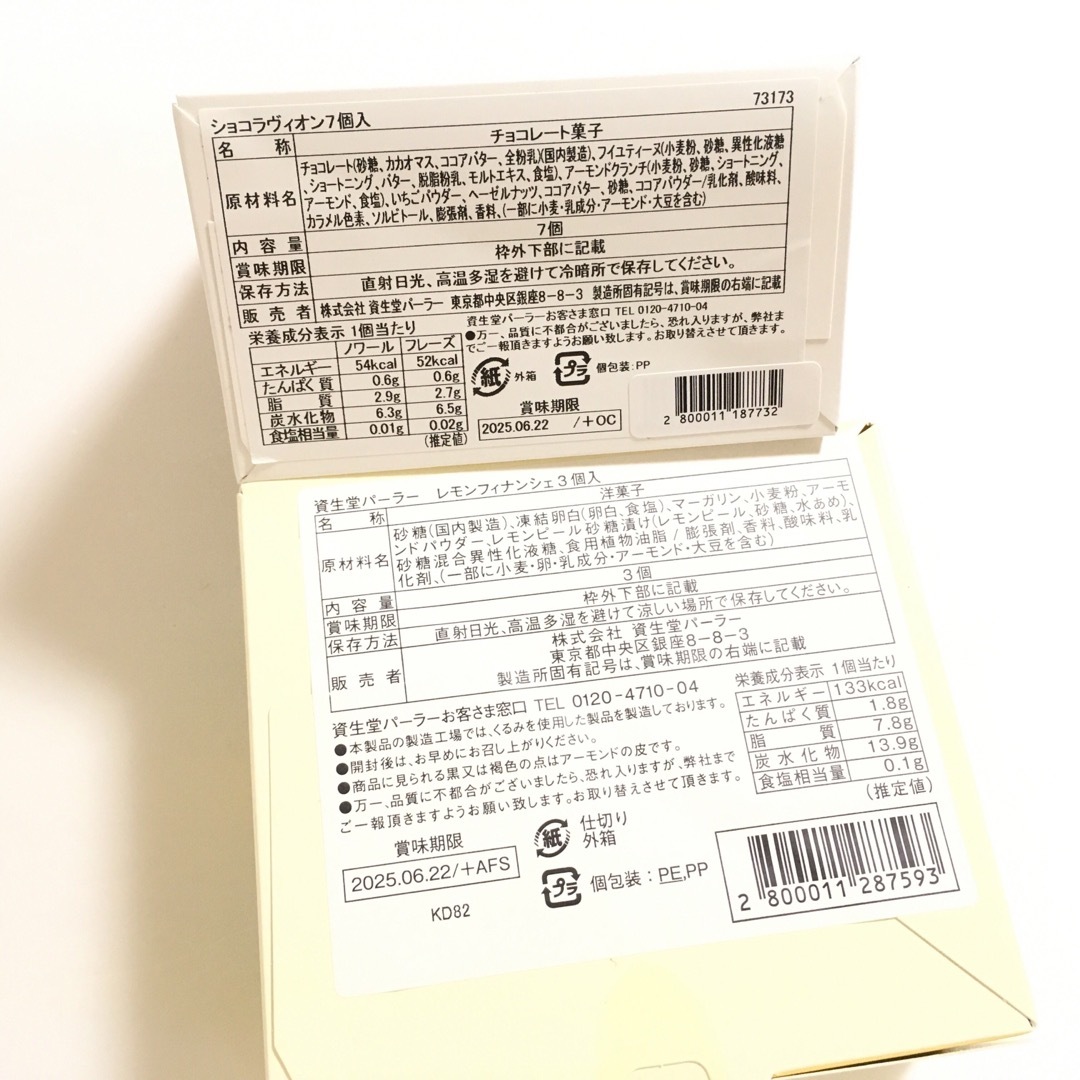 ショコラヴィオン7個入
73173
名称 チョコレート菓子
原材料名 チョコレート(砂糖、カカオマス、ココアバター、全粉乳)(国内製造)、フイユティーヌ(小麦粉、砂糖、異性化液糖
、ショートニング、バター、脱脂粉乳、モルトエキス、食塩)、アーモンドクランチ(小麦粉、砂糖、ショートニング、
アーモンド、食塩)、いちごパウダー、ヘーゼルナッツ、ココアバター、砂糖、ココアパウダー/乳化剤、酸味料、
カラメル色素、ソルビトール、膨張剤、香料、(一部に小麦・乳成分・アーモンド・大豆を含む)
内容量 7個
賞味期限 枠外下部に記載
保存方法 直射日光、高温多湿を避けて冷暗所で保存してください。
販売者 株式会社 資生堂パーラー 東京都中央区銀座8-8-3 製造所固有記号は、賞味期限の右端に記載
栄養成分表示 1個当たり
ノワール フレーズ
エネルギー 54kcal 52kcal
たんぱく質 0.6g 0.6g
脂質 2.9g 2.7g
炭水化物 6.3g 6.5g
食塩相当量 0.01g 0.02g
(推定値)
資生堂パーラーお客さま窓口 TEL 0120-4710-04
●万一、品質に不都合がございましたら、恐れ入りますが、弊社ま
でご一報頂きますようお願い致します。お取り替えさせて頂きます。
紙 外箱 プラ 個包装:PP
賞味期限
2025.06.22 /+OC
2 800011 187732
資生堂パーラー レモンフィナンシェ3個入
名称 洋菓子
原材料名 砂糖(国内製造)、凍結卵白(卵白、食塩)、マーガリン、小麦粉、アーモ
ンドパウダー、レモンピール砂糖漬け(レモンピール、砂糖、水あめ)、
砂糖混合異性化液糖、食用植物油脂/膨張剤、香料、酸味料、乳
化剤、(一部に小麦・卵・乳成分・アーモンド・大豆を含む)
内容量 3個
賞味期限 枠外下部に記載
保存方法 直射日光、高温多湿を避けて涼しい場所で保存してください。
販売者 株式会社 資生堂パーラー
東京都中央区銀座8-8-3
製造所固有記号は、賞味期限の右端に記載
資生堂パーラーお客さま窓口 TEL 0120-4710-04
●本製品の製造工場では、くるみを使用した製品を製造しております。
●開封後は、お早めにお召し上がりください。
●商品に見られる黒又は褐色の点はアーモンドの皮です。
●万一、品質に不都合がございましたら、恐れ入りますが、弊社まで
ご一報頂きますようお願い致します。お取り替えさせて頂きます。
栄養成分表示 1個当たり
エネルギー 133kcal
たんぱく質 1.8g
脂質 7.8g
炭水化物 13.9g
食塩相当量 0.1g
(推定値)
賞味期限
2025.06.22/+AFS
KD82
紙 仕切り
外箱
プラ 個包装:PE,PP
2 800011 287593